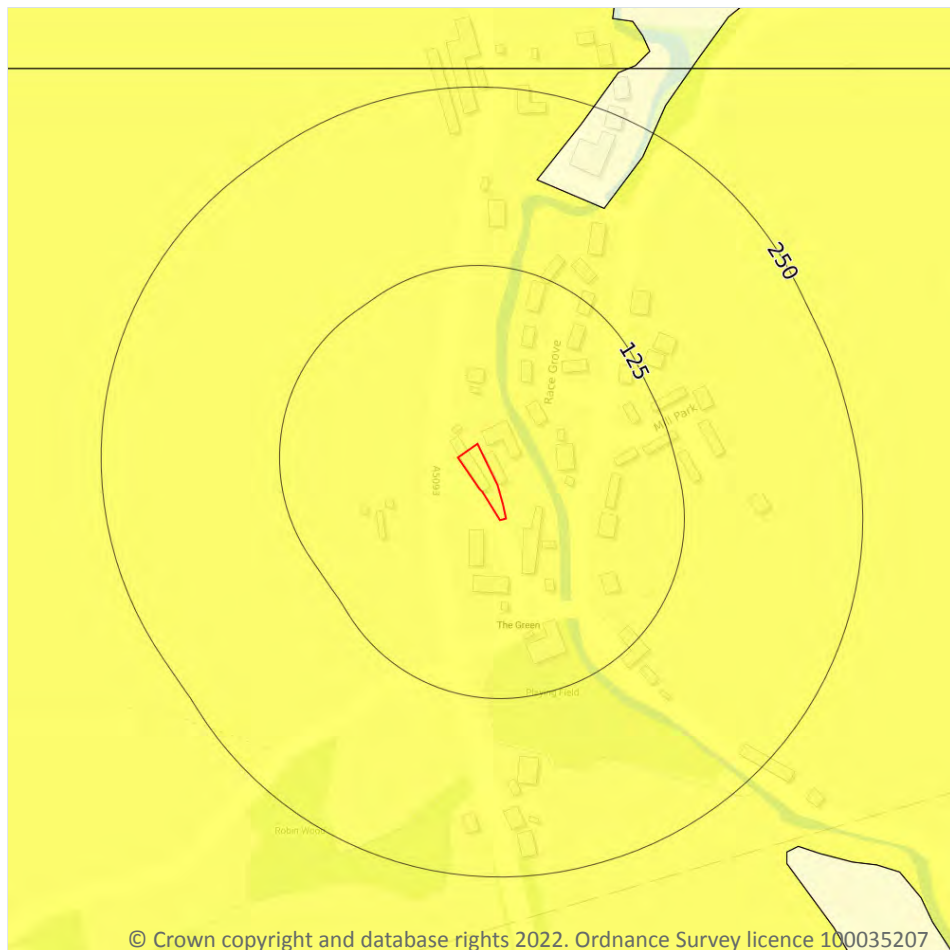 250
125
Race Grove
Mill Park
A5093
The Green
Playing Field
Robin Wood
© Crown copyright and database rights 2022. Ordnance Survey licence 100035207